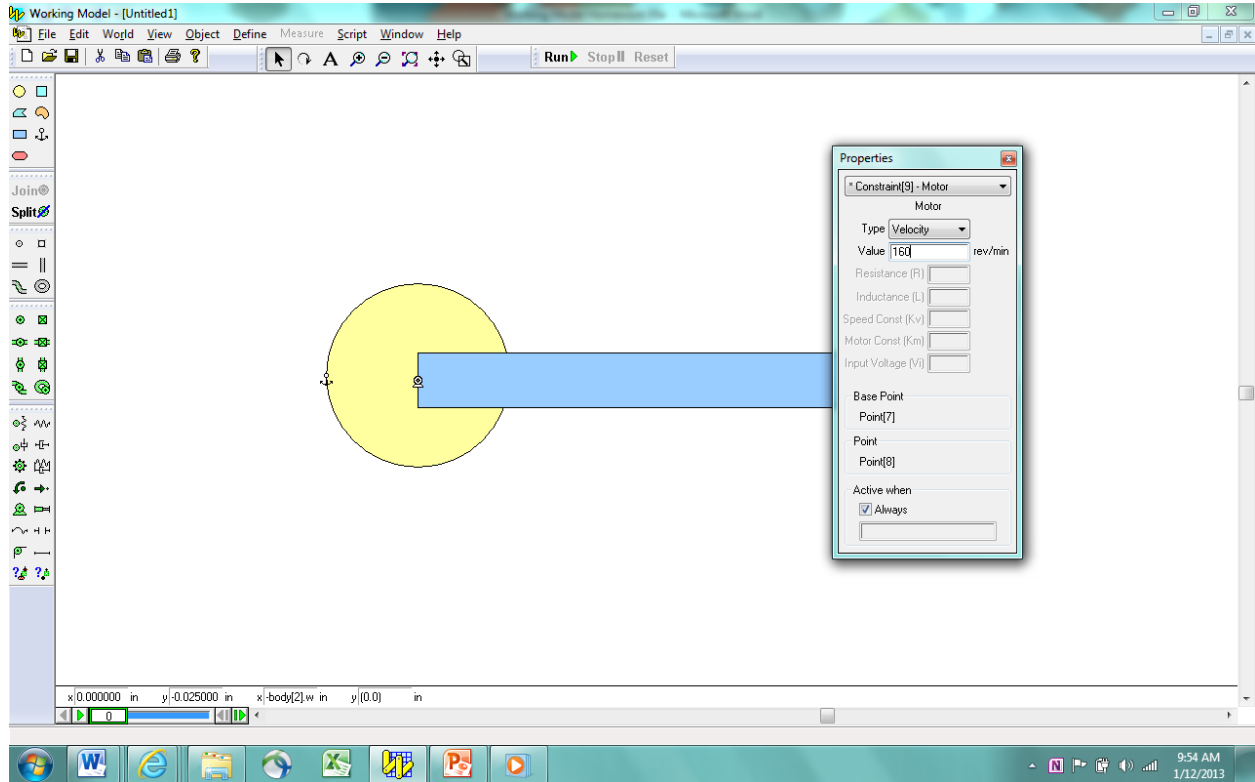 Working Model - [Untitled1]
File Edit World View Object Define Measure Script Window Help
A Run Stop Reset
Join
Split
Properties
* Constraint[9] - Motor
Motor
Type Velocity
Value 160 rev/min
Resistance (R)
Inductance (L)
Speed Const (Kv)
Motor Const (Km)
Input Voltage (Vi)
Base Point
Point[7]
Point
Point[8]
Active when
Always
x 0.000000 in y -0.025000 in x -body[2].w in y (0.0) in
0
9:54 AM
1/12/2013